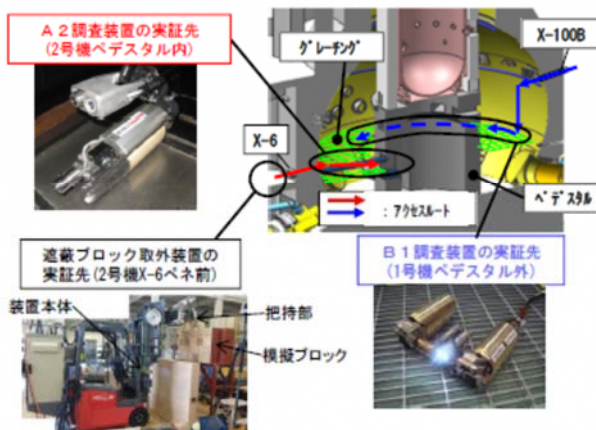 A2調査装置の実証先
(2号機ペデスタル内)
グレーチング
X-100B
X-6
ペデスタル
:アクセスルート
遮蔽ブロック取外装置の
実証先(2号機X-6ペネ前)
B1調査装置の実証先
(1号機ペデスタル外)
装置本体
把持部
模擬ブロック